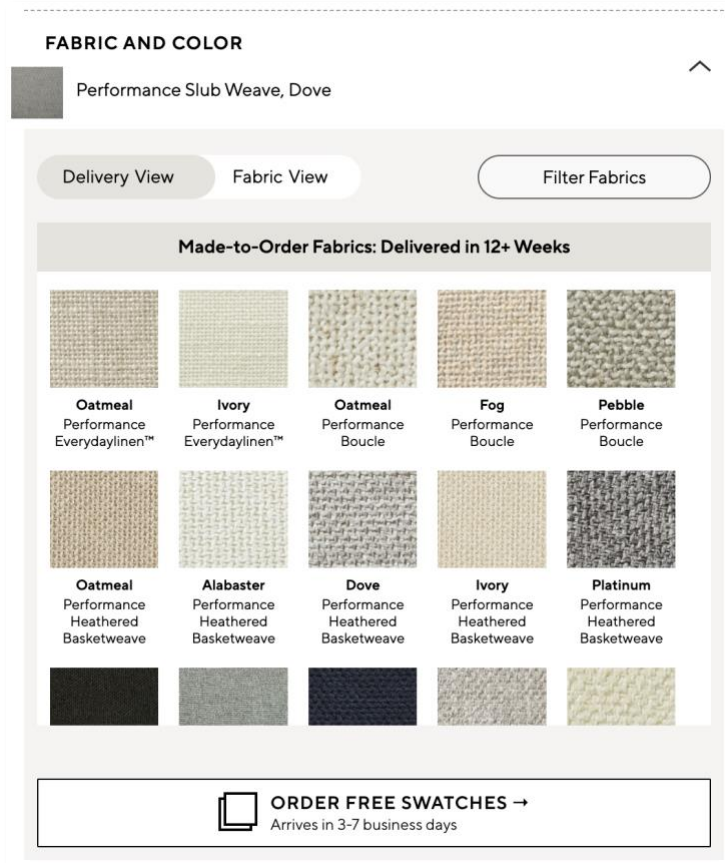 FABRIC AND COLOR
Performance Slub Weave, Dove
Delivery View
Fabric View
Filter Fabrics
Made-to-Order Fabrics: Delivered in 12+ Weeks
Oatmeal
Performance
Everydaylinen™
Ivory
Performance
Everydaylinen™
Oatmeal
Performance
Boucle
Fog
Performance
Boucle
Pebble
Performance
Boucle
Oatmeal
Performance
Heathered
Basketweave
Alabaster
Performance
Heathered
Basketweave
Dove
Performance
Heathered
Basketweave
Ivory
Performance
Heathered
Basketweave
Platinum
Performance
Heathered
Basketweave
ORDER FREE SWATCHES →
Arrives in 3-7 business days